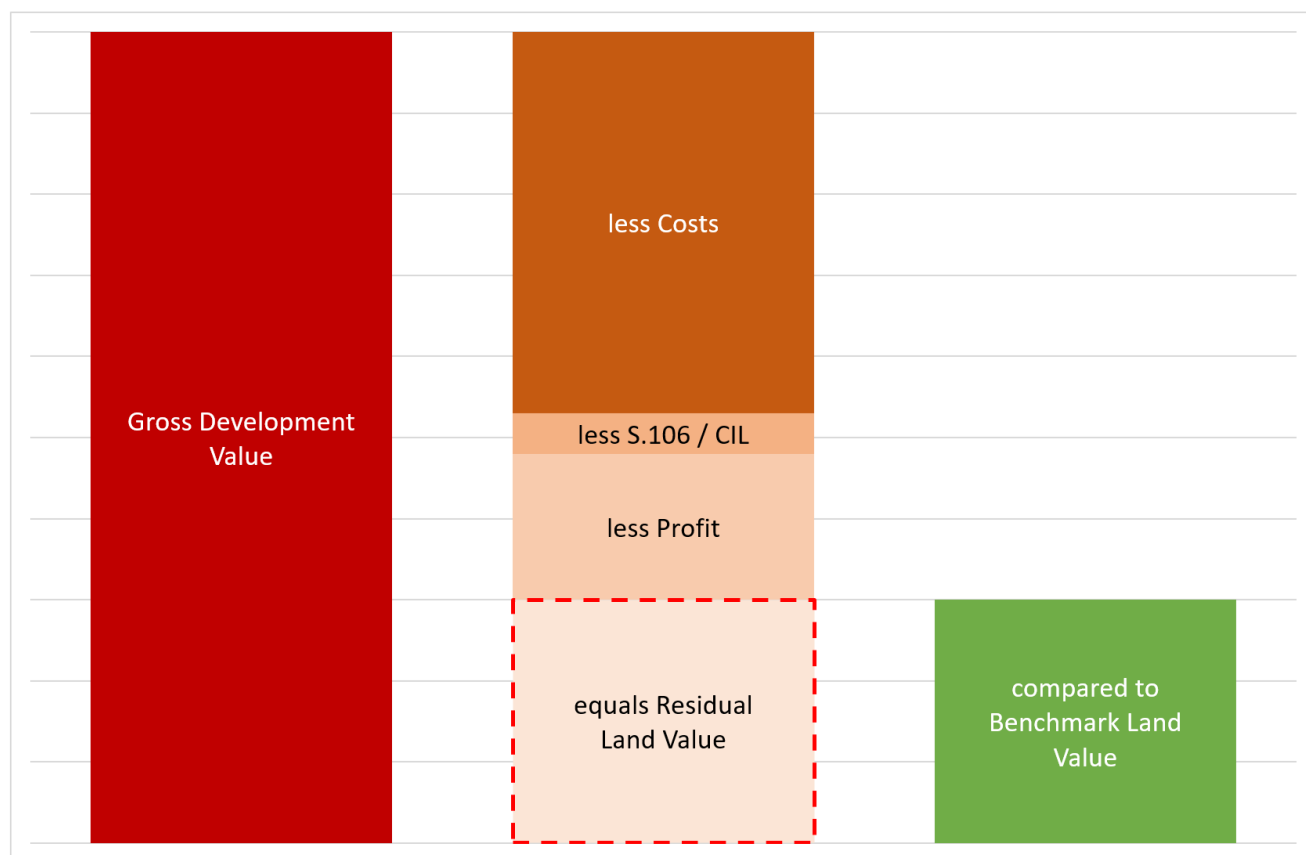 Gross Development
Value
less Costs
less S.106 / CIL
less Profit
equals Residual
Land Value
compared to
Benchmark Land
Value